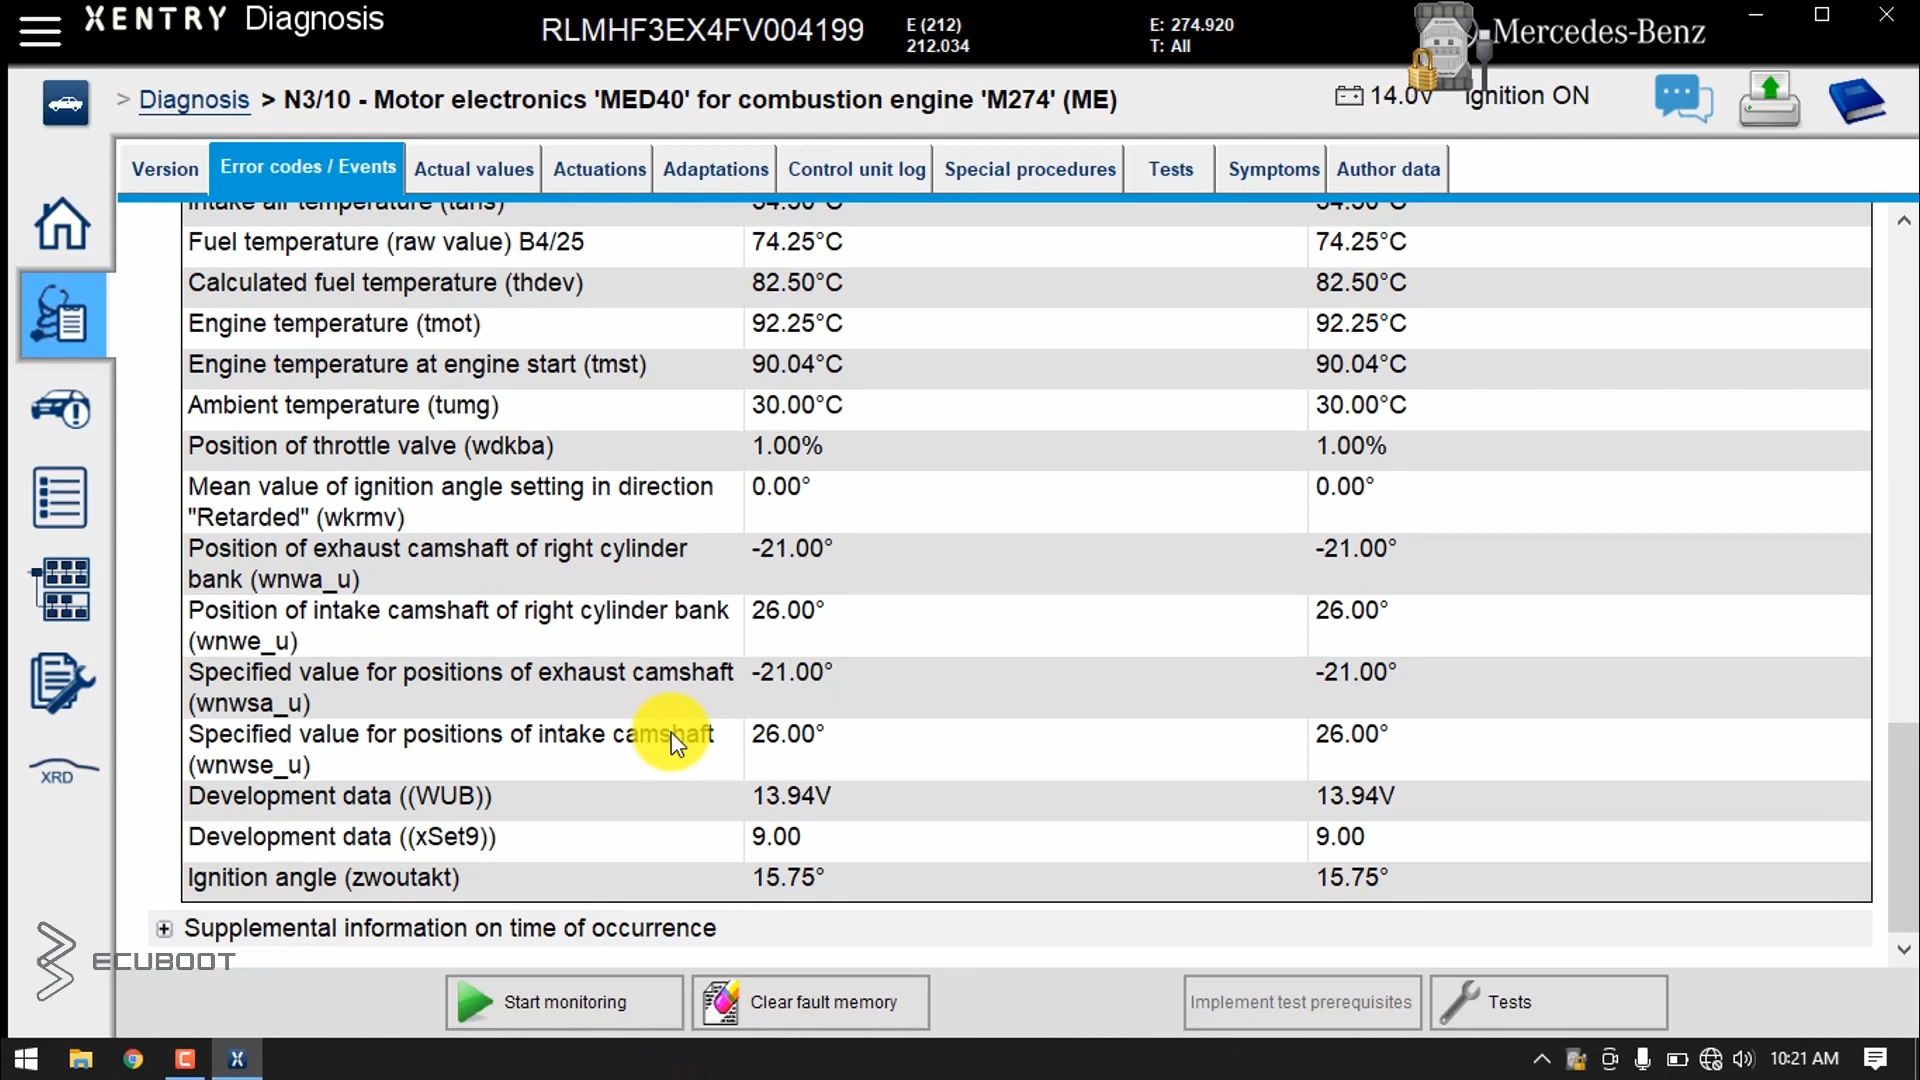 XENTRY Diagnosis
RLMHF3EX4FV004199
E (212)
212.034
E: 274.920
T: All
Mercedes-Benz
> Diagnosis > N3/10 - Motor electronics 'MED40' for combustion engine 'M274' (ME)
14.0V
Ignition ON
Version
Error codes / Events
Actual values
Actuations
Adaptations
Control unit log
Special procedures
Tests
Symptoms
Author data
Intake air temperature (tans) 54.50°C 54.50°C
Fuel temperature (raw value) B4/25 74.25°C 74.25°C
Calculated fuel temperature (thdev) 82.50°C 82.50°C
Engine temperature (tmot) 92.25°C 92.25°C
Engine temperature at engine start (tmst) 90.04°C 90.04°C
Ambient temperature (tumg) 30.00°C 30.00°C
Position of throttle valve (wdkba) 1.00% 1.00%
Mean value of ignition angle setting in direction 0.00° 0.00°
"Retarded" (wkrmv)
Position of exhaust camshaft of right cylinder -21.00° -21.00°
bank (wnwa_u)
Position of intake camshaft of right cylinder bank 26.00° 26.00°
(wnwe_u)
Specified value for positions of exhaust camshaft -21.00° -21.00°
(wnwsa_u)
Specified value for positions of intake camshaft 26.00° 26.00°
(wnwse_u)
Development data ((WUB)) 13.94V 13.94V
Development data ((xSet9)) 9.00 9.00
Ignition angle (zwoutakt) 15.75° 15.75°
Supplemental information on time of occurrence
XRD
ECUBOOT
Start monitoring
Clear fault memory
Implement test prerequisites
Tests
10:21 AM